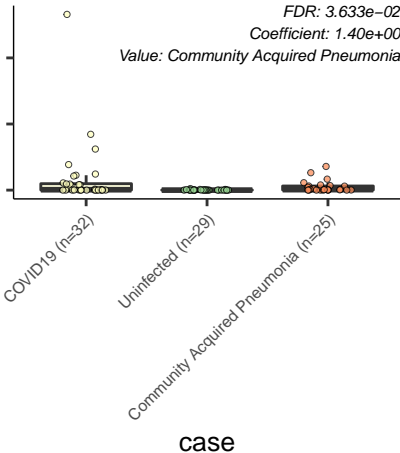 FDR: 3.633e−02
Coefficient: 1.40e+00
Value: Community Acquired Pneumonia
COVID19 (n=32)
Uninfected (n=29)
Community Acquired Pneumonia (n=25)
case